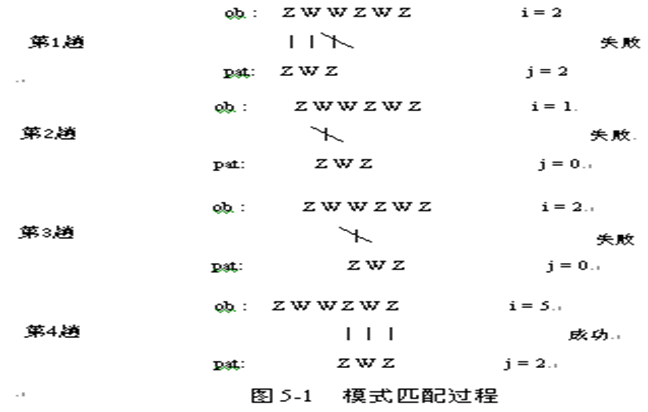 ob: Z W W Z W Z i = 2
第1趟 失败
pat: Z W Z j = 2
ob: Z W W Z W Z i = 1
第2趟 失败
pat: Z W Z j = 0
ob: Z W W Z W Z i = 2
第3趟 失败
pat: Z W Z j = 0
ob: Z W W Z W Z i = 5
第4趟 成功
pat: Z W Z j = 2
图 5-1 模式匹配过程